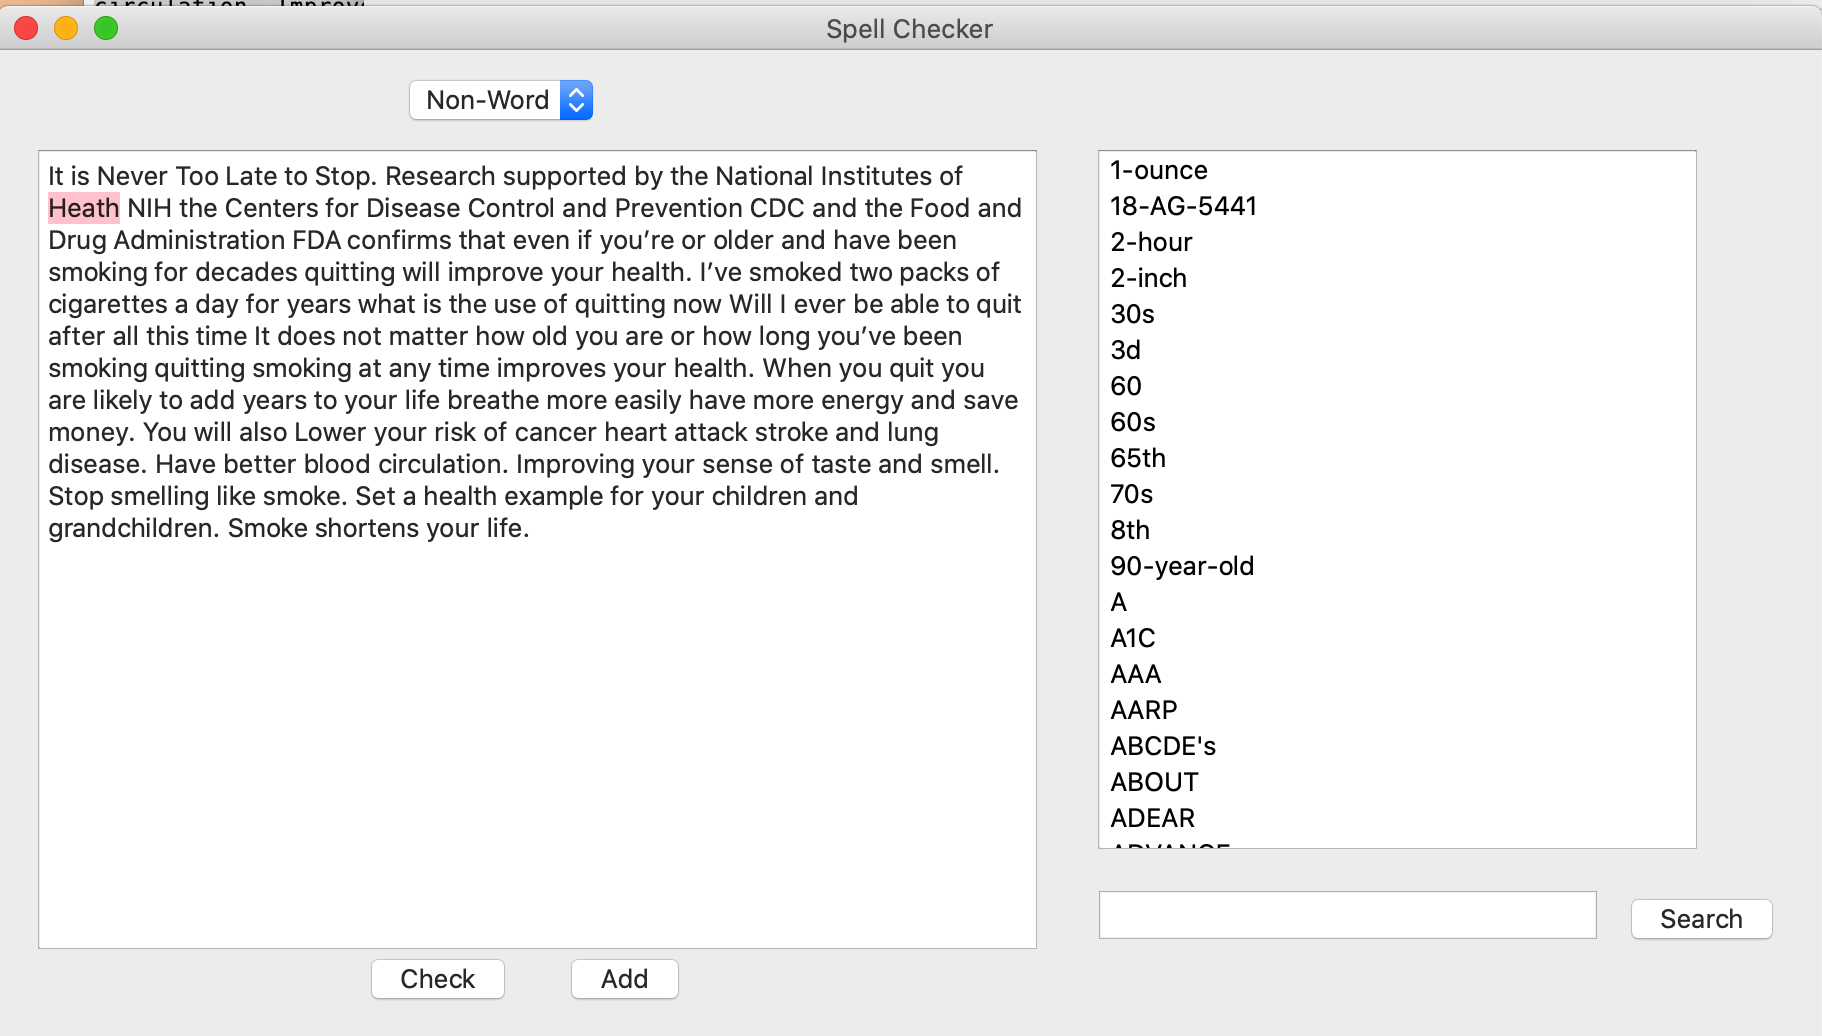 Spell Checker
Non-Word
It is Never Too Late to Stop. Research supported by the National Institutes of
Heath NIH the Centers for Disease Control and Prevention CDC and the Food and
Drug Administration FDA confirms that even if you’re or older and have been
smoking for decades quitting will improve your health. I’ve smoked two packs of
cigarettes a day for years what is the use of quitting now Will I ever be able to quit
after all this time It does not matter how old you are or how long you’ve been
smoking quitting smoking at any time improves your health. When you quit you
are likely to add years to your life breathe more easily have more energy and save
money. You will also Lower your risk of cancer heart attack stroke and lung
disease. Have better blood circulation. Improving your sense of taste and smell.
Stop smelling like smoke. Set a health example for your children and
grandchildren. Smoke shortens your life.
Check
Add
1-ounce
18-AG-5441
2-hour
2-inch
30s
3d
60
60s
65th
70s
8th
90-year-old
A
A1C
AAA
AARP
ABCDE's
ABOUT
ADEAR
Search